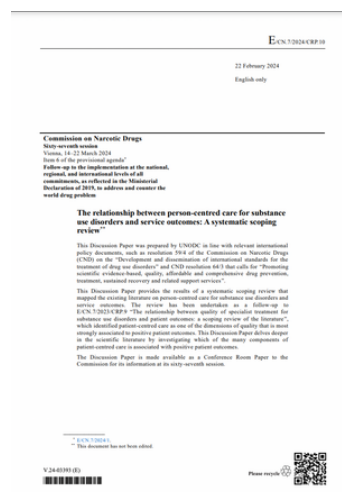 E/CN.7/2024/CRP.10
22 February 2024
English only
Commission on Narcotic Drugs
Sixty-seventh session
Vienna, 14–22 March 2024
Item 6 of the provisional agenda*
Follow-up to the implementation at the national,
regional, and international levels of all
commitments, as reflected in the Ministerial
Declaration of 2019, to address and counter the
world drug problem
The relationship between person-centred care for substance
use disorders and service outcomes: A systematic scoping
review**
This Discussion Paper was prepared by UNODC in line with relevant international
policy documents, such as resolution 59/4 of the Commission on Narcotic Drugs
(CND) on the “Development and dissemination of international standards for the
treatment of drug use disorders” and CND resolution 64/3 that calls for “Promoting
scientific evidence-based, quality, affordable and comprehensive drug prevention,
treatment, sustained recovery and related support services”.
This Discussion Paper provides the results of a systematic scoping review that
mapped the existing literature on person-centred care for substance use disorders and
service outcomes. The review has been undertaken as a follow-up to
E/CN.7/2023/CRP.9 “The relationship between quality of specialist treatment for
substance use disorders and patient outcomes: a scoping review of the literature”,
which identified patient-centred care as one of the dimensions of quality that is most
strongly associated to positive patient outcomes. This Discussion Paper delves deeper
in the scientific literature by investigating which of the many components of
patient-centred care is associated with positive patient outcomes.
The Discussion Paper is made available as a Conference Room Paper to the
Commission for its information at its sixty-seventh session.
* E/CN.7/2024/1.
** This document has not been edited.
V.24-03393 (E)
Please recycle